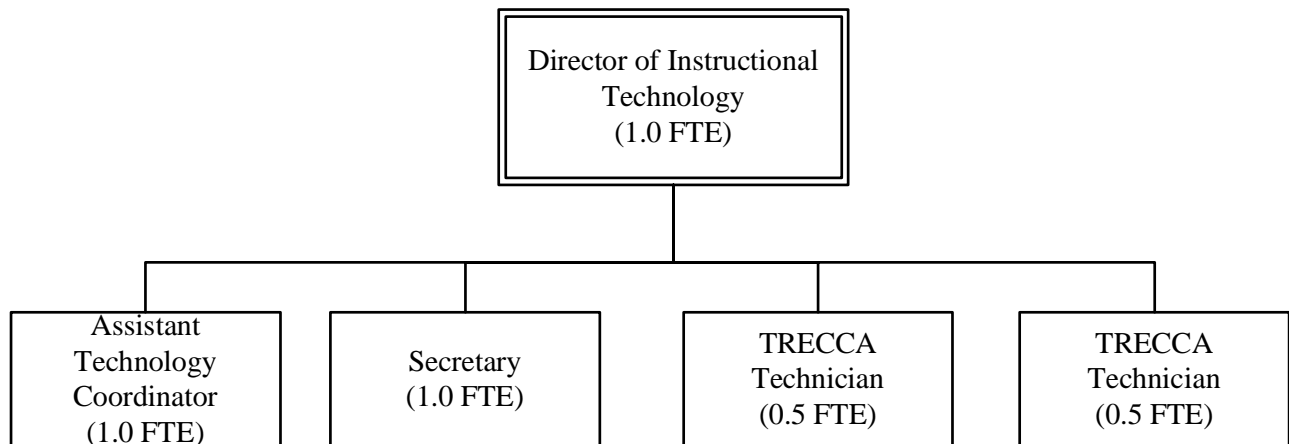 Director of Instructional
Technology
(1.0 FTE)
Assistant
Technology
Coordinator
(1.0 FTE)
Secretary
(1.0 FTE)
TRECCA
Technician
(0.5 FTE)
TRECCA
Technician
(0.5 FTE)